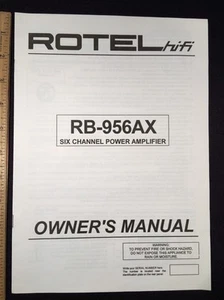 ROTEL hi-fi
RB-956AX
SIX CHANNEL POWER AMPLIFIER
OWNER'S MANUAL
WARNING:
TO PREVENT FIRE OR SHOCK HAZARD,
DO NOT EXPOSE THIS APPLIANCE TO
RAIN OR MOISTURE.